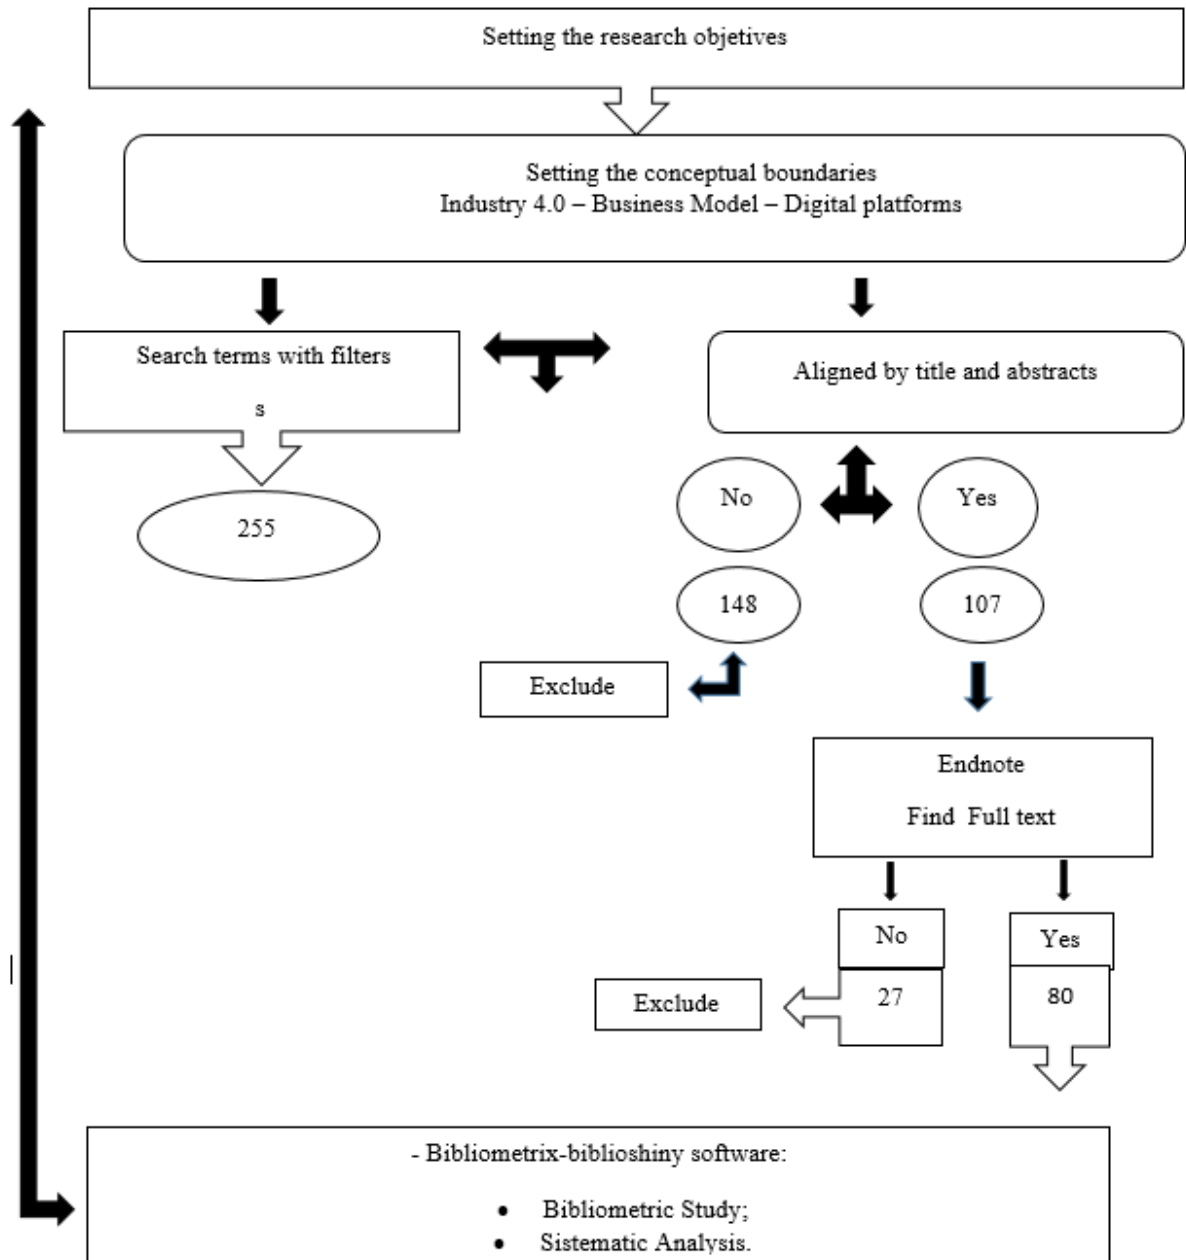 Setting the research objetives
Setting the conceptual boundaries
Industry 4.0 – Business Model – Digital platforms
Search terms with filters
s
Aligned by title and abstracts
255
No
Yes
148
107
Exclude
Endnote
Find Full text
No
Yes
Exclude
27
80
- Bibliometrix-biblioshiny software:
• Bibliometric Study;
• Sistematic Analysis.